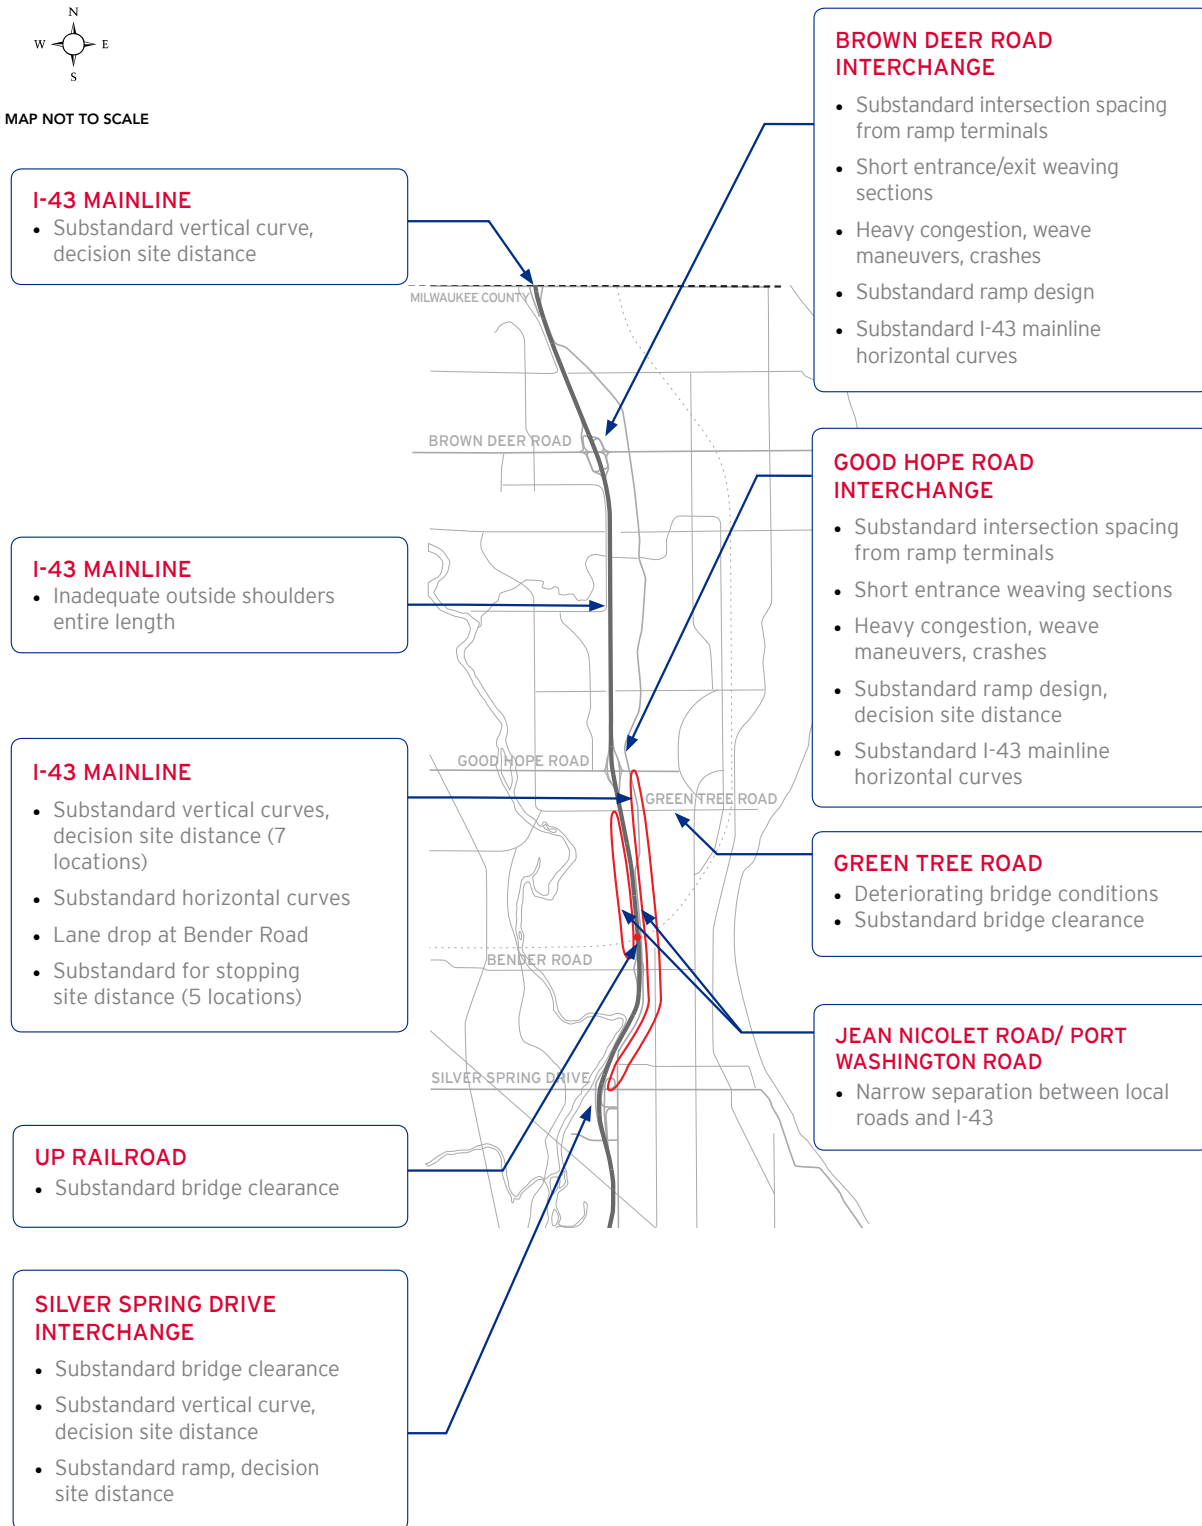 N
W E
S
MAP NOT TO SCALE
I-43 MAINLINE
• Substandard vertical curve,
decision site distance
I-43 MAINLINE
• Inadequate outside shoulders
entire length
I-43 MAINLINE
• Substandard vertical curves,
decision site distance (7
locations)
• Substandard horizontal curves
• Lane drop at Bender Road
• Substandard for stopping
site distance (5 locations)
UP RAILROAD
• Substandard bridge clearance
SILVER SPRING DRIVE
INTERCHANGE
• Substandard bridge clearance
• Substandard vertical curve,
decision site distance
• Substandard ramp, decision
site distance
MILWAUKEE COUNTY
BROWN DEER ROAD
GOOD HOPE ROAD
GREEN TREE ROAD
BENDER ROAD
SILVER SPRING DRIVE
BROWN DEER ROAD
INTERCHANGE
• Substandard intersection spacing
from ramp terminals
• Short entrance/exit weaving
sections
• Heavy congestion, weave
maneuvers, crashes
• Substandard ramp design
• Substandard I-43 mainline
horizontal curves
GOOD HOPE ROAD
INTERCHANGE
• Substandard intersection spacing
from ramp terminals
• Short entrance weaving sections
• Heavy congestion, weave
maneuvers, crashes
• Substandard ramp design,
decision site distance
• Substandard I-43 mainline
horizontal curves
GREEN TREE ROAD
• Deteriorating bridge conditions
• Substandard bridge clearance
JEAN NICOLET ROAD/ PORT
WASHINGTON ROAD
• Narrow separation between local
roads and I-43